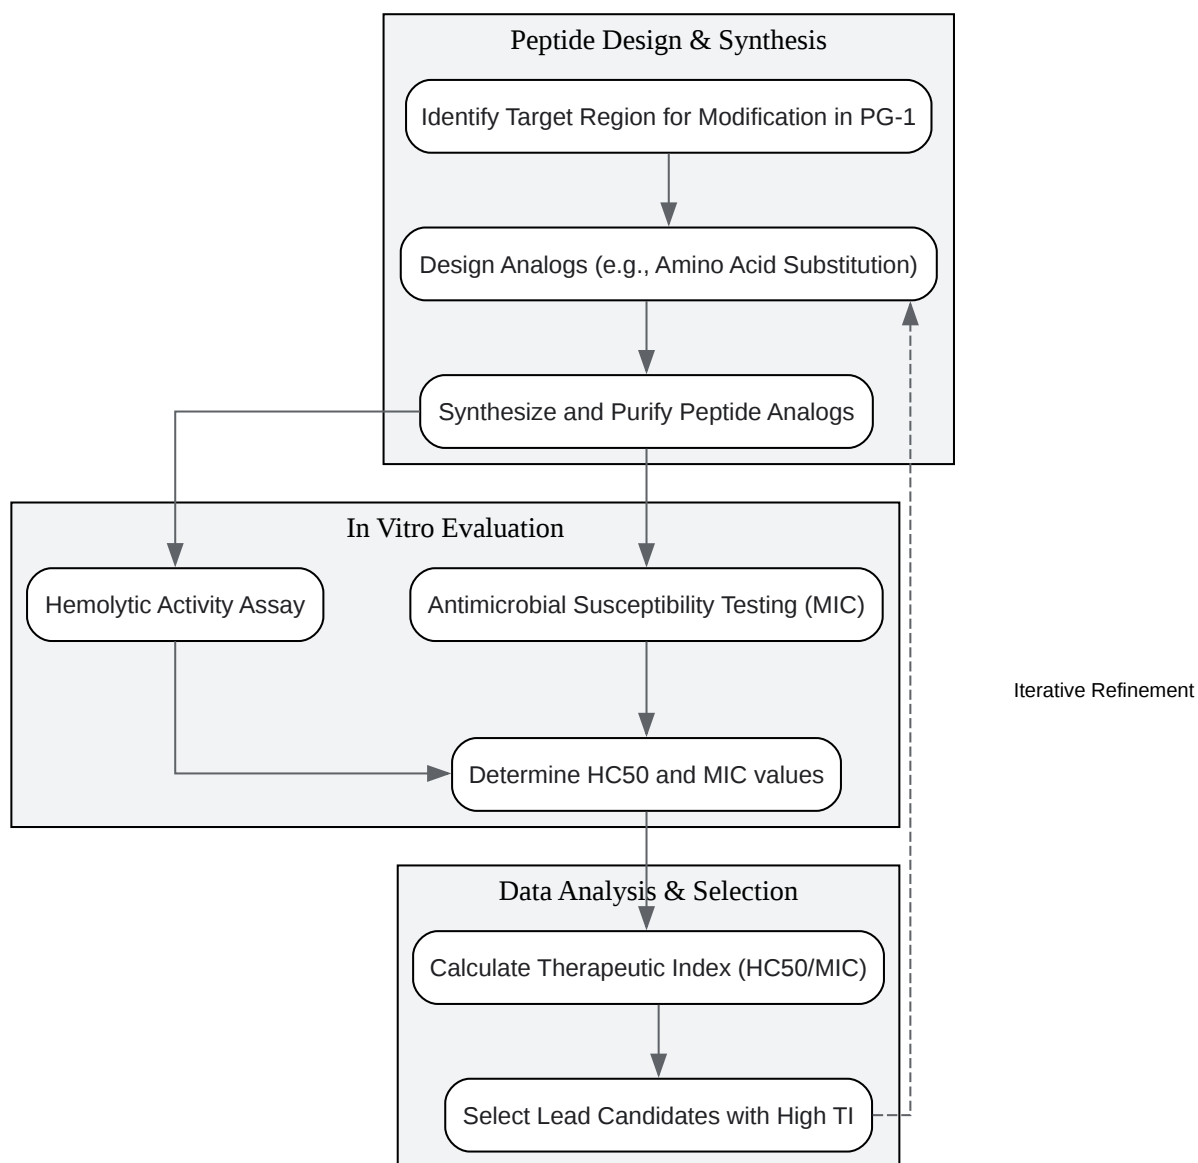 Peptide Design & Synthesis
Identify Target Region for Modification in PG-1
Design Analogs (e.g., Amino Acid Substitution)
Synthesize and Purify Peptide Analogs
In Vitro Evaluation
Hemolytic Activity Assay
Antimicrobial Susceptibility Testing (MIC)
Iterative Refinement
Determine HC50 and MIC values
Data Analysis & Selection
Calculate Therapeutic Index (HC50/MIC)
Select Lead Candidates with High TI